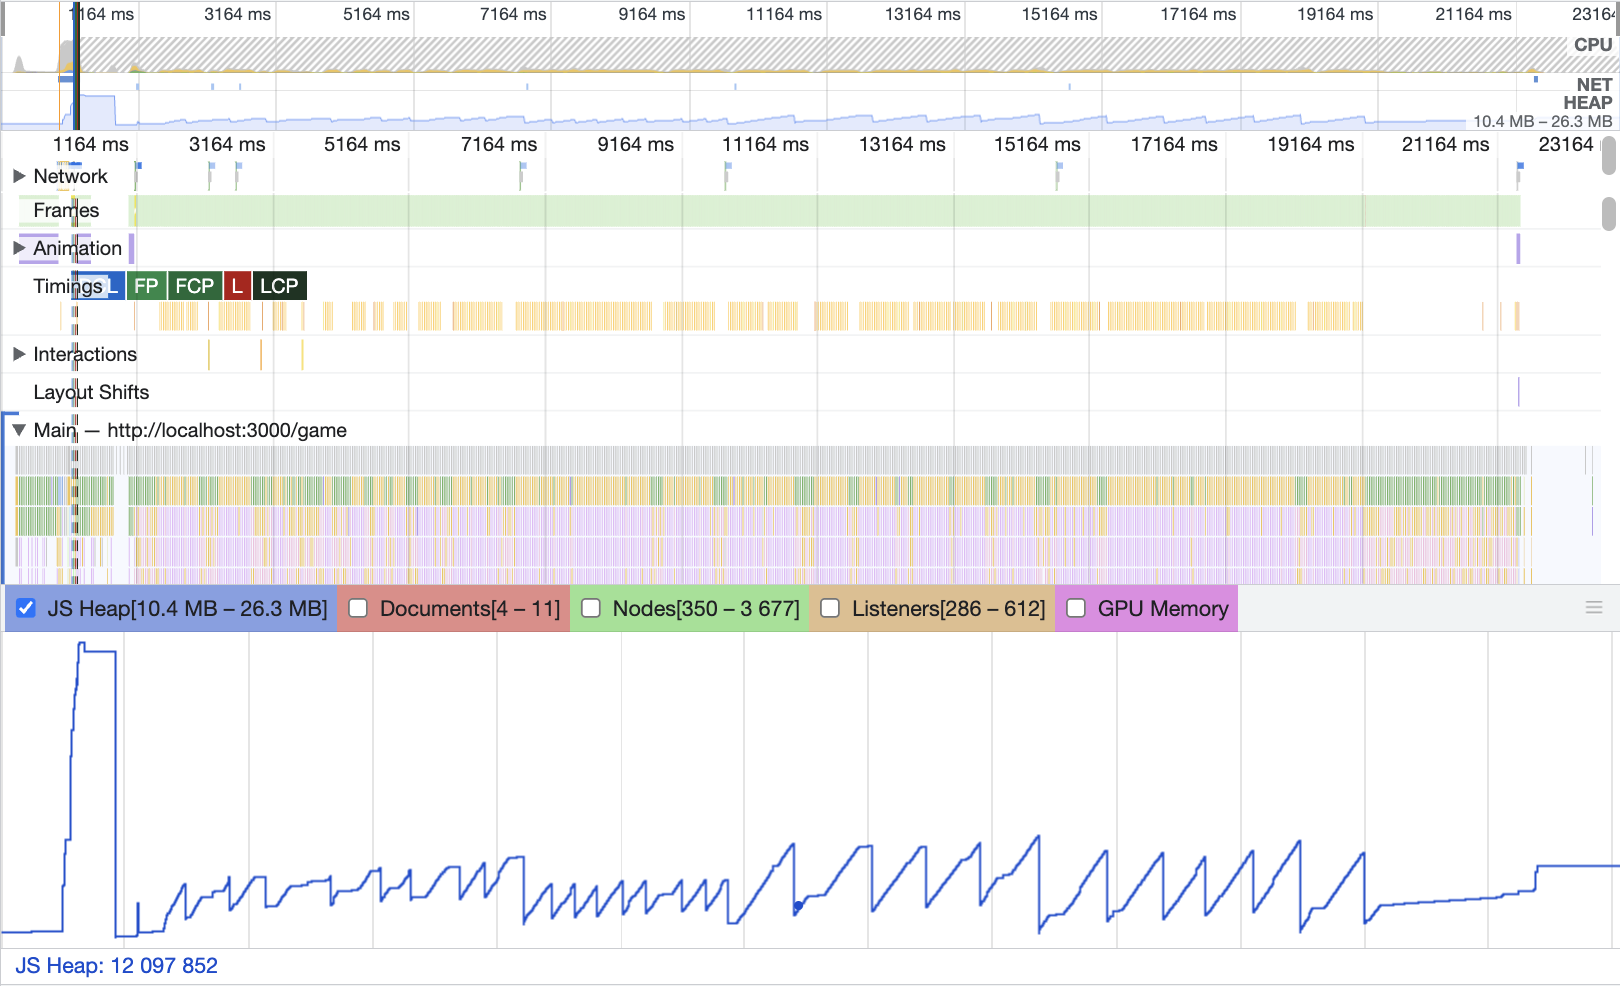 1164 ms 3164 ms 5164 ms 7164 ms 9164 ms 11164 ms 13164 ms 15164 ms 17164 ms 19164 ms 21164 ms 23164
CPU
NET
HEAP
10.4 MB – 26.3 MB
1164 ms 3164 ms 5164 ms 7164 ms 9164 ms 11164 ms 13164 ms 15164 ms 17164 ms 19164 ms 21164 ms 23164
Network
Frames
Animation
Timings L FP FCP L LCP
Interactions
Layout Shifts
Main — http://localhost:3000/game
JS Heap[10.4 MB – 26.3 MB] Documents[4 – 11] Nodes[350 – 3 677] Listeners[286 – 612] GPU Memory
JS Heap: 12 097 852